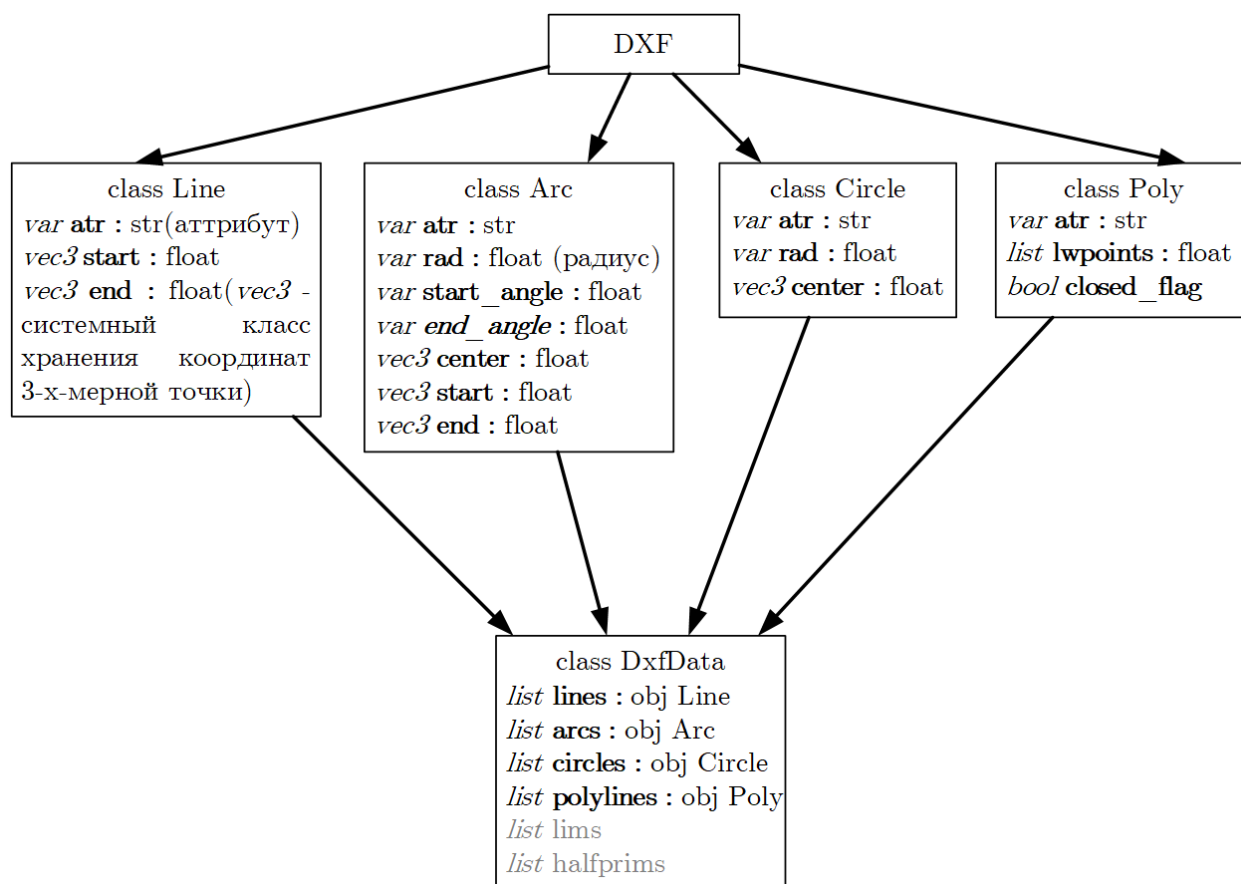 DXF
class Line
var atr : str(аттрибут)
vec3 start : float
vec3 end : float(vec3 -
системный класс
хранения координат
3-х-мерной точки)
class Arc
var atr : str
var rad : float (радиус)
var start_angle : float
var end_angle : float
vec3 center : float
vec3 start : float
vec3 end : float
class Circle
var atr : str
var rad : float
vec3 center : float
class Poly
var atr : str
list lwpoints : float
bool closed_flag
class DxfData
list lines : obj Line
list arcs : obj Arc
list circles : obj Circle
list polylines : obj Poly
list lims
list halfprims